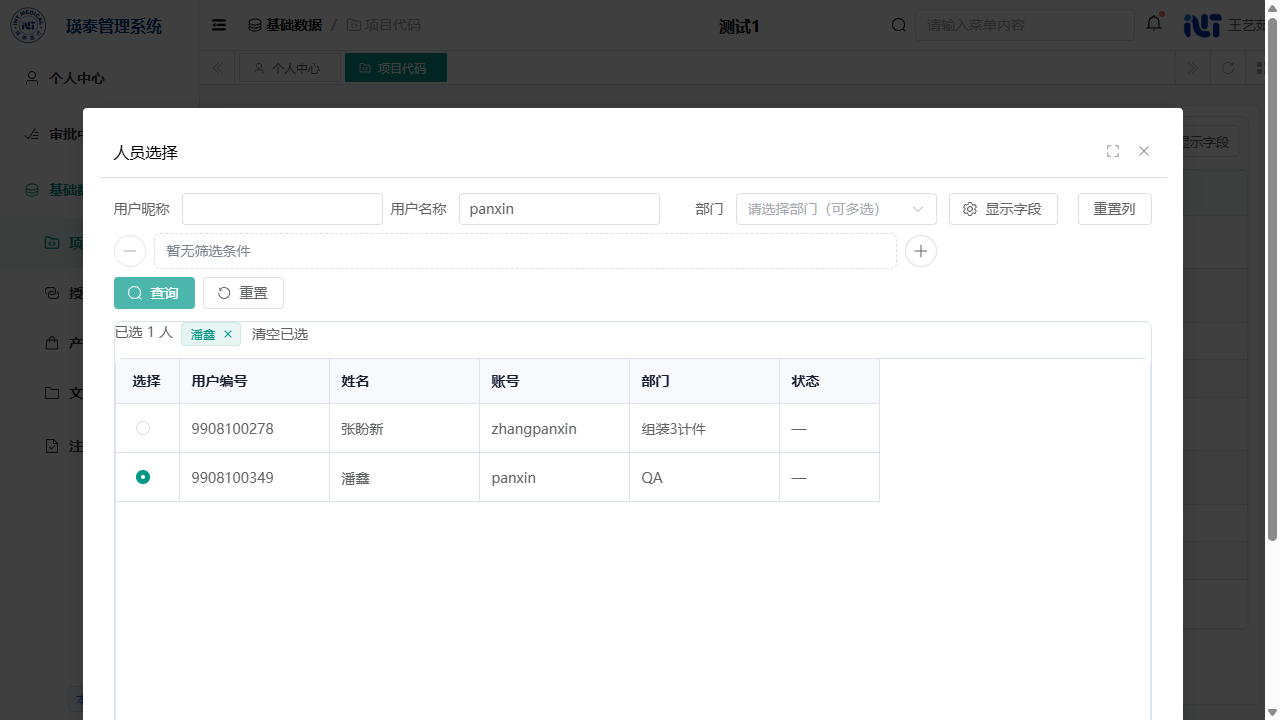 瑛泰管理系统
基础数据 / 项目代码
测试1
请输入菜单内容
王艺
个人中心
个人中心
项目代码
审批
基础数
显示字段
人员选择
用户昵称
用户名称
panxin
部门
请选择部门（可多选）
显示字段
重置列
暂无筛选条件
查询
重置
已选 1 人
潘鑫
清空已选
选择 用户编号 姓名 账号 部门 状态
9908100278 张盼新 zhangpanxin 组装3计件 —
9908100349 潘鑫 panxin QA —
项
授
产
文
注